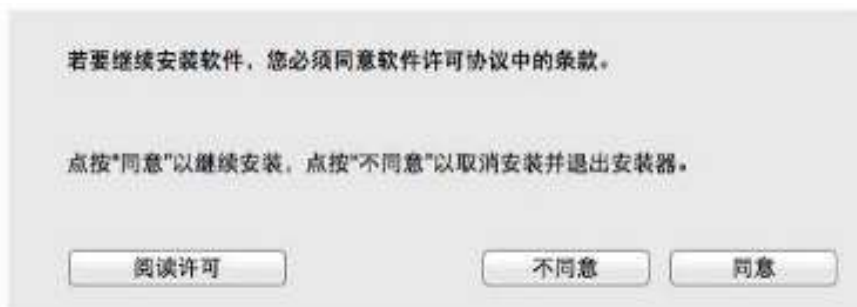 若要继续安装软件，您必须同意软件许可协议中的条款。
点按"同意"以继续安装，点按"不同意"以取消安装并退出安装器。
阅读许可 不同意 同意